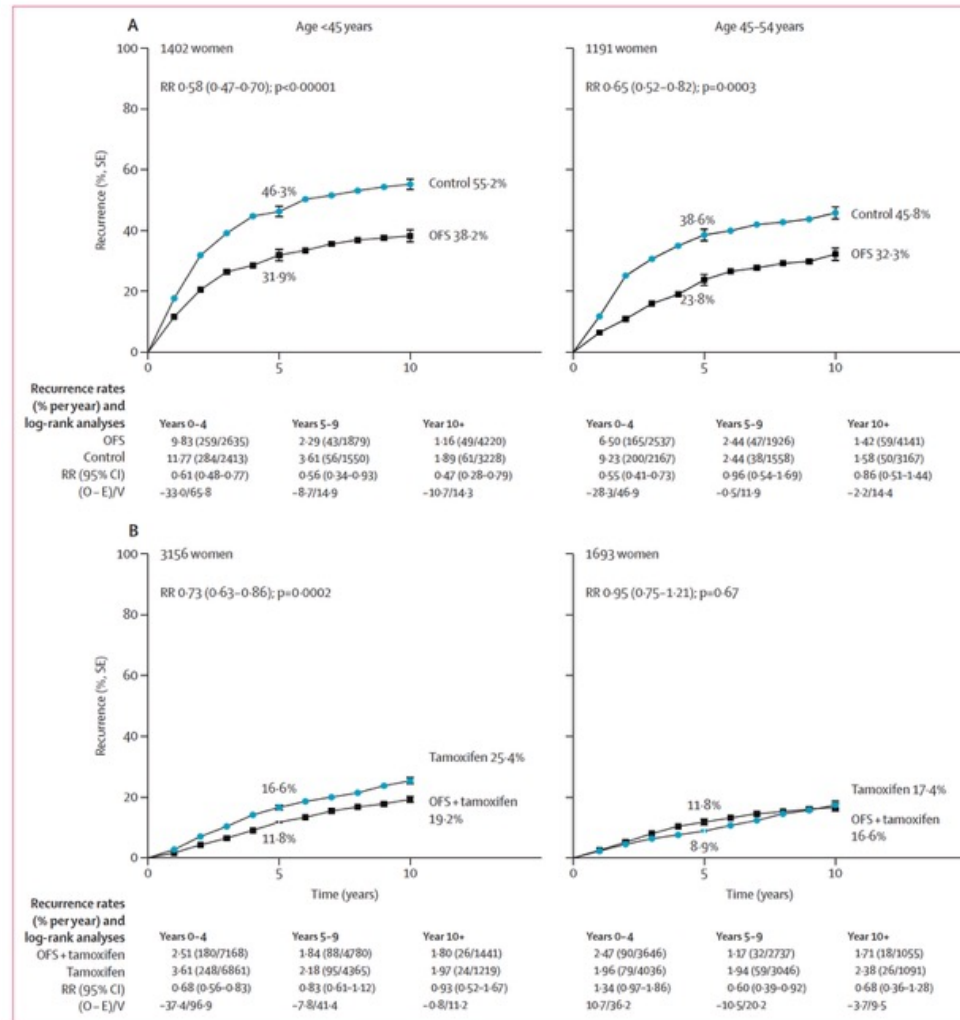 A
Age <45 years
Age 45–54 years
100
1402 women
RR 0·58 (0·47–0·70); p<0·00001
80
60
40
20
0
Recurrence (%, SE)
46·3%
Control 55·2%
31·9%
OFS 38·2%
0 5 10
100
1191 women
RR 0·65 (0·52–0·82); p=0·0003
80
60
40
20
0
38·6%
Control 45·8%
23·8%
OFS 32·3%
0 5 10
Recurrence rates
(% per year) and
log-rank analyses Years 0–4 Years 5–9 Year 10+ Years 0–4 Years 5–9 Year 10+
OFS 9·83 (259/2635) 2·29 (43/1879) 1·16 (49/4220) 6·50 (165/2537) 2·44 (47/1926) 1·42 (59/4141)
Control 11·77 (284/2413) 3·61 (56/1550) 1·89 (61/3228) 9·23 (200/2167) 2·44 (38/1558) 1·58 (50/3167)
RR (95% CI) 0·61 (0·48–0·77) 0·56 (0·34–0·93) 0·47 (0·28–0·79) 0·55 (0·41–0·73) 0·96 (0·54–1·69) 0·86 (0·51–1·44)
(O – E)/V –33·0/65·8 –8·7/14·9 –10·7/14·3 –28·3/46·9 –0·5/11·9 –2·2/14·4
B
100
3156 women
RR 0·73 (0·63–0·86); p=0·0002
80
60
40
20
0
Recurrence (%, SE)
16·6%
Tamoxifen 25·4%
11·8%
OFS + tamoxifen
19·2%
0 5 10
Time (years)
100
1693 women
RR 0·95 (0·75–1·21); p=0·67
80
60
40
20
0
11·8%
Tamoxifen 17·4%
8·9%
OFS + tamoxifen
16·6%
0 5 10
Time (years)
Recurrence rates
(% per year) and
log-rank analyses Years 0–4 Years 5–9 Year 10+ Years 0–4 Years 5–9 Year 10+
OFS + tamoxifen 2·51 (180/7168) 1·84 (88/4780) 1·80 (26/1441) 2·47 (90/3646) 1·17 (32/2737) 1·71 (18/1055)
Tamoxifen 3·61 (248/6861) 2·18 (95/4365) 1·97 (24/1219) 1·96 (79/4036) 1·94 (59/3046) 2·38 (26/1091)
RR (95% CI) 0·68 (0·56–0·83) 0·83 (0·61–1·12) 0·93 (0·52–1·67) 1·34 (0·97–1·86) 0·60 (0·39–0·92) 0·68 (0·36–1·28)
(O – E)/V –37·4/96·9 –7·8/41·4 –0·8/11·2 10·7/36·2 –10·5/20·2 –3·7/9·5